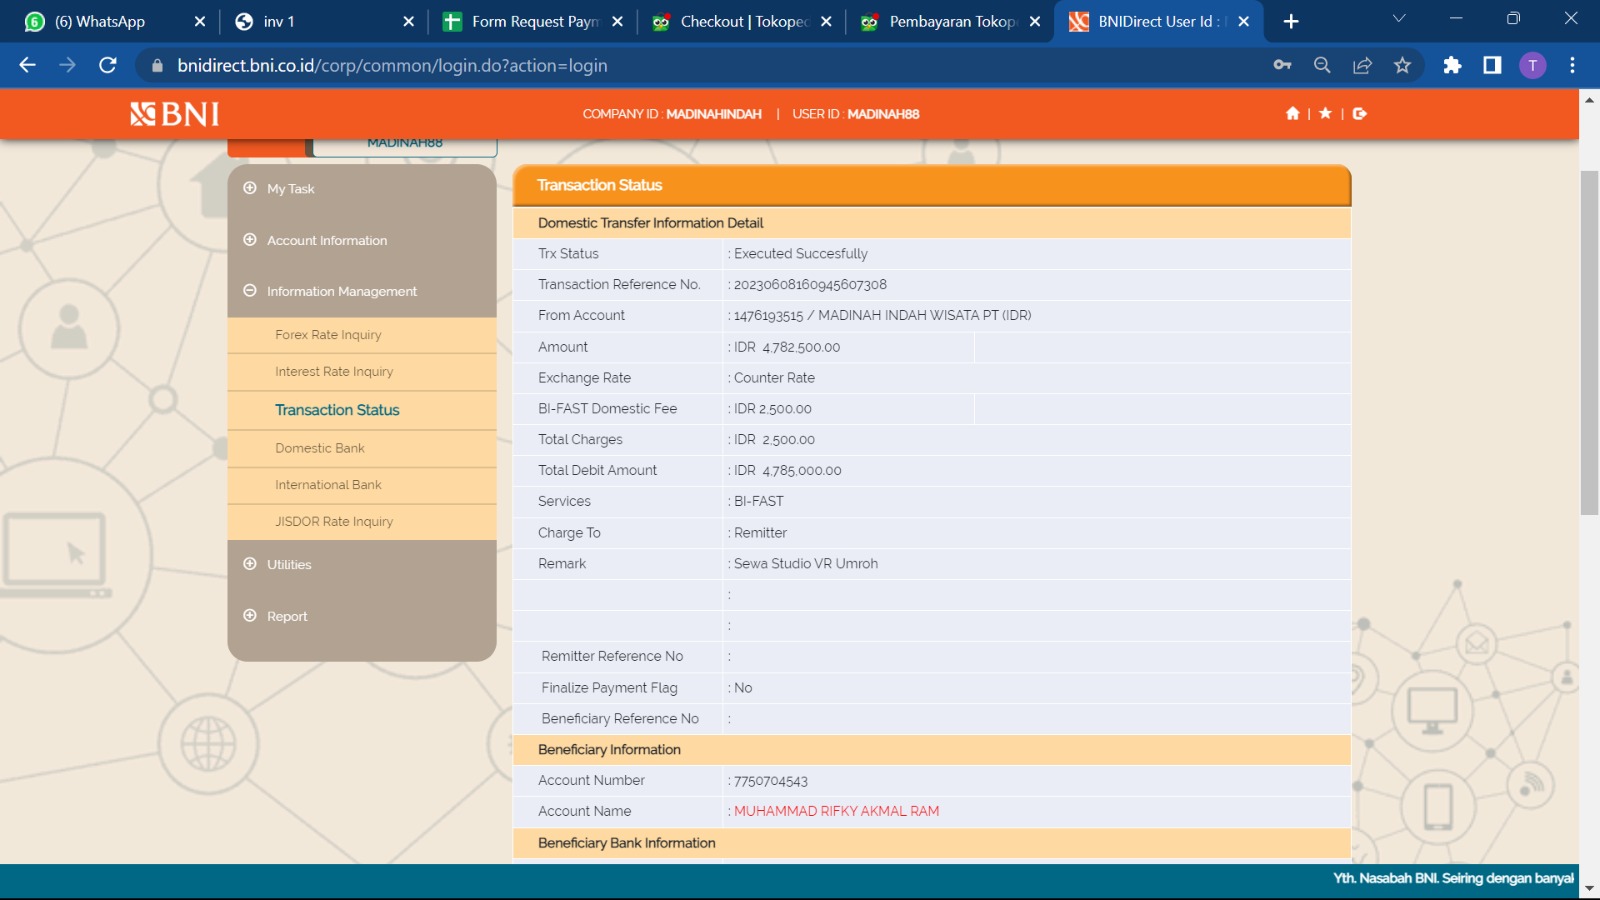 (6) WhatsApp
inv 1
Form Request Paym
Checkout | Tokoped
Pembayaran Tokop
BNIDirect User Id :
bnidirect.bni.co.id/corp/common/login.do?action=login
T
BNI
COMPANY ID : MADINAHINDAH | USER ID : MADINAH88
MADINAH88
My Task
Account Information
Information Management
Forex Rate Inquiry
Interest Rate Inquiry
Transaction Status
Domestic Bank
International Bank
JISDOR Rate Inquiry
Utilities
Report
Transaction Status
Domestic Transfer Information Detail
Trx Status : Executed Succesfully
Transaction Reference No. : 20230608160945607308
From Account : 1476193515 / MADINAH INDAH WISATA PT (IDR)
Amount : IDR 4,782,500.00
Exchange Rate : Counter Rate
BI-FAST Domestic Fee : IDR 2,500.00
Total Charges : IDR 2,500.00
Total Debit Amount : IDR 4,785,000.00
Services : BI-FAST
Charge To : Remitter
Remark : Sewa Studio VR Umroh
:
:
Remitter Reference No :
Finalize Payment Flag : No
Beneficiary Reference No :
Beneficiary Information
Account Number : 7750704543
Account Name : MUHAMMAD RIFKY AKMAL RAM
Beneficiary Bank Information
Yth. Nasabah BNI. Seiring dengan banyak